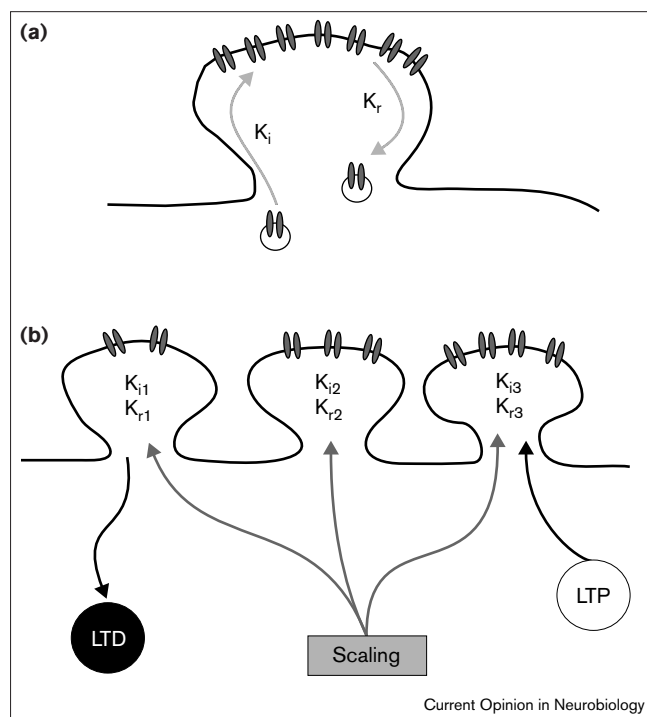 (a)
K_i
K_r
(b)
K_i1
K_r1
K_i2
K_r2
K_i3
K_r3
LTD
Scaling
LTP
Current Opinion in Neurobiology